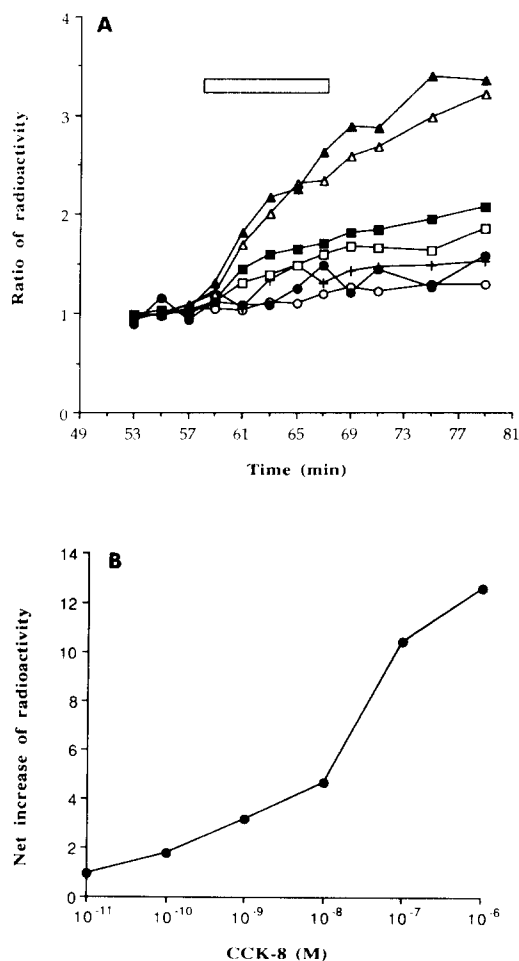 A
4
3
2
1
0
Ratio of radioactivity
49 53 57 61 65 69 73 77 81
Time (min)
B
14
12
10
8
6
4
2
0
Net increase of radioactivity
10⁻¹¹ 10⁻¹⁰ 10⁻⁹ 10⁻⁸ 10⁻⁷ 10⁻⁶
CCK-8 (M)